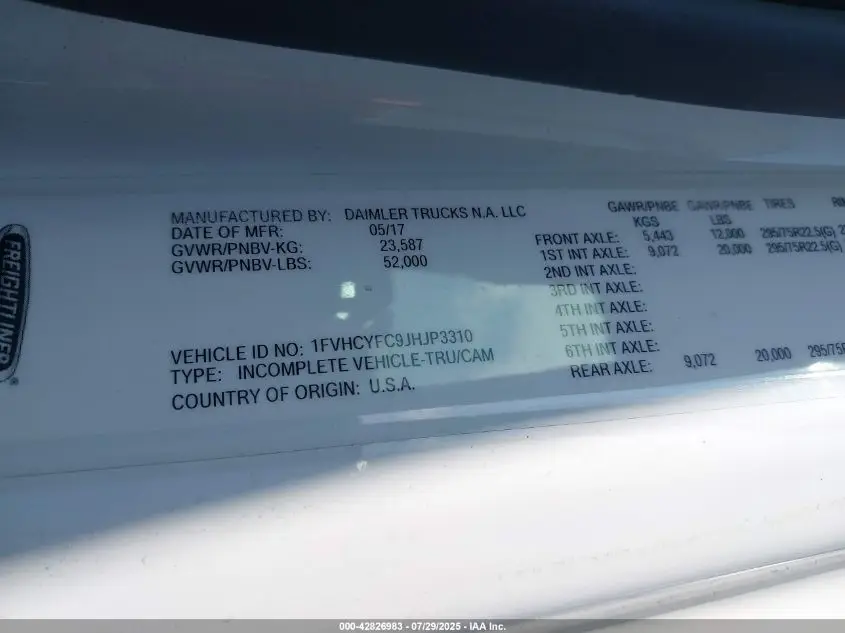 FREIGHTLINER
MANUFACTURED BY: DAIMLER TRUCKS N.A. LLC
DATE OF MFR: 05/17
GVWR/PNBV-KG: 23,587
GVWR/PNBV-LBS: 52,000
VEHICLE ID NO: 1FVHCYFC9JHJP3310
TYPE: INCOMPLETE VEHICLE-TRU/CAM
COUNTRY OF ORIGIN: U.S.A.
GAWR/PNBE GAWR/PNBE TIRES
KGS LBS
FRONT AXLE: 5,443 12,000 295/75R22.5(G)
1ST INT AXLE: 9,072 20,000 295/75R22.5(G)
2ND INT AXLE:
3RD INT AXLE:
4TH INT AXLE:
5TH INT AXLE:
6TH INT AXLE:
REAR AXLE: 9,072 20,000 295/75R
000-42826983 - 07/29/2025 - IAA Inc.